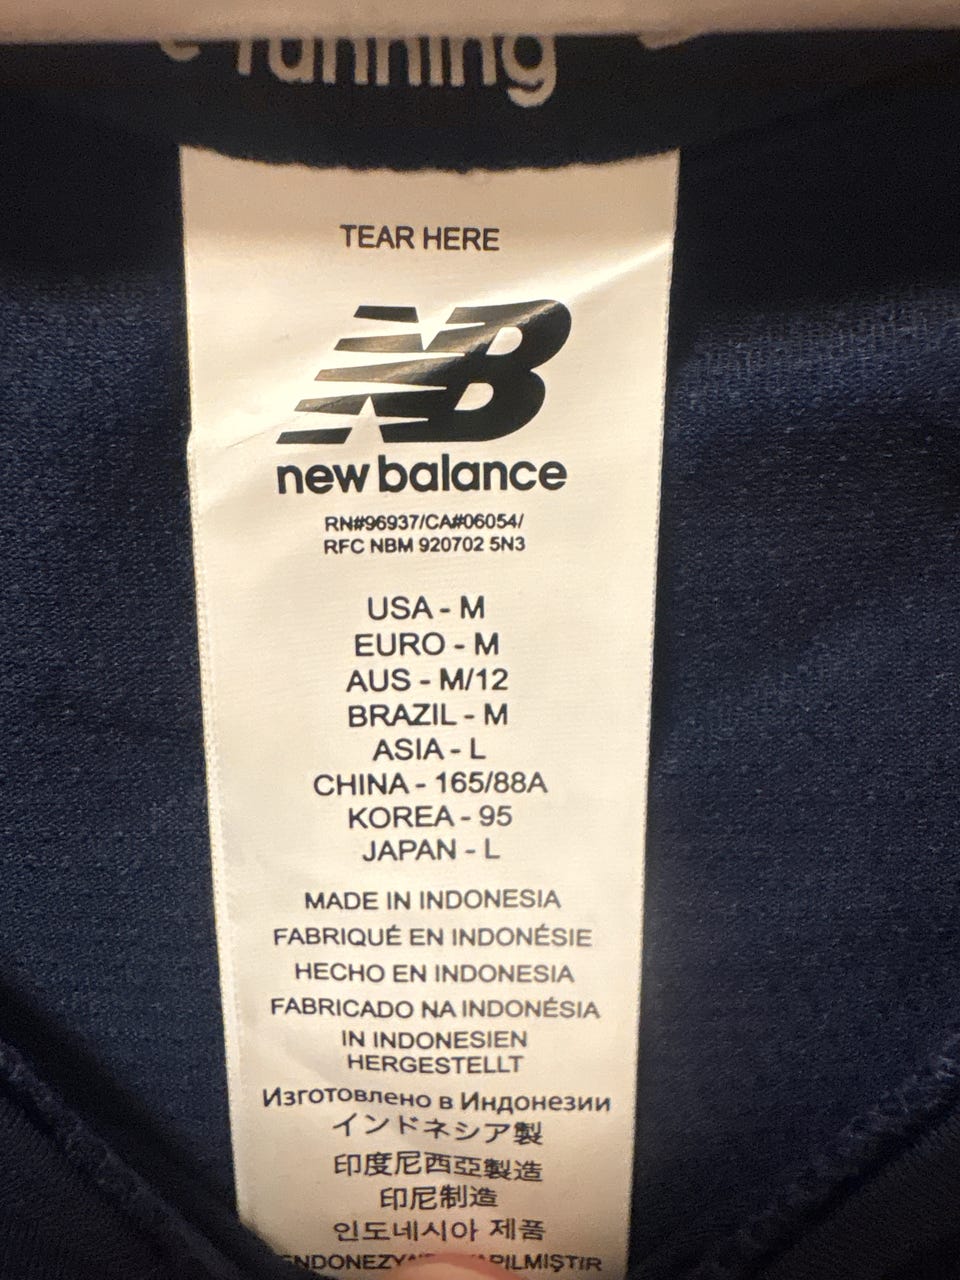 running
TEAR HERE
NB
new balance
RN#96937/CA#06054/
RFC NBM 920702 5N3
USA - M
EURO - M
AUS - M/12
BRAZIL - M
ASIA - L
CHINA - 165/88A
KOREA - 95
JAPAN - L
MADE IN INDONESIA
FABRIQUÉ EN INDONÉSIE
HECHO EN INDONESIA
FABRICADO NA INDONÉSIA
IN INDONESIEN
HERGESTELLT
Изготовлено в Индонезии
インドネシア製
印度尼西亞製造
印尼制造
인도네시아 제품